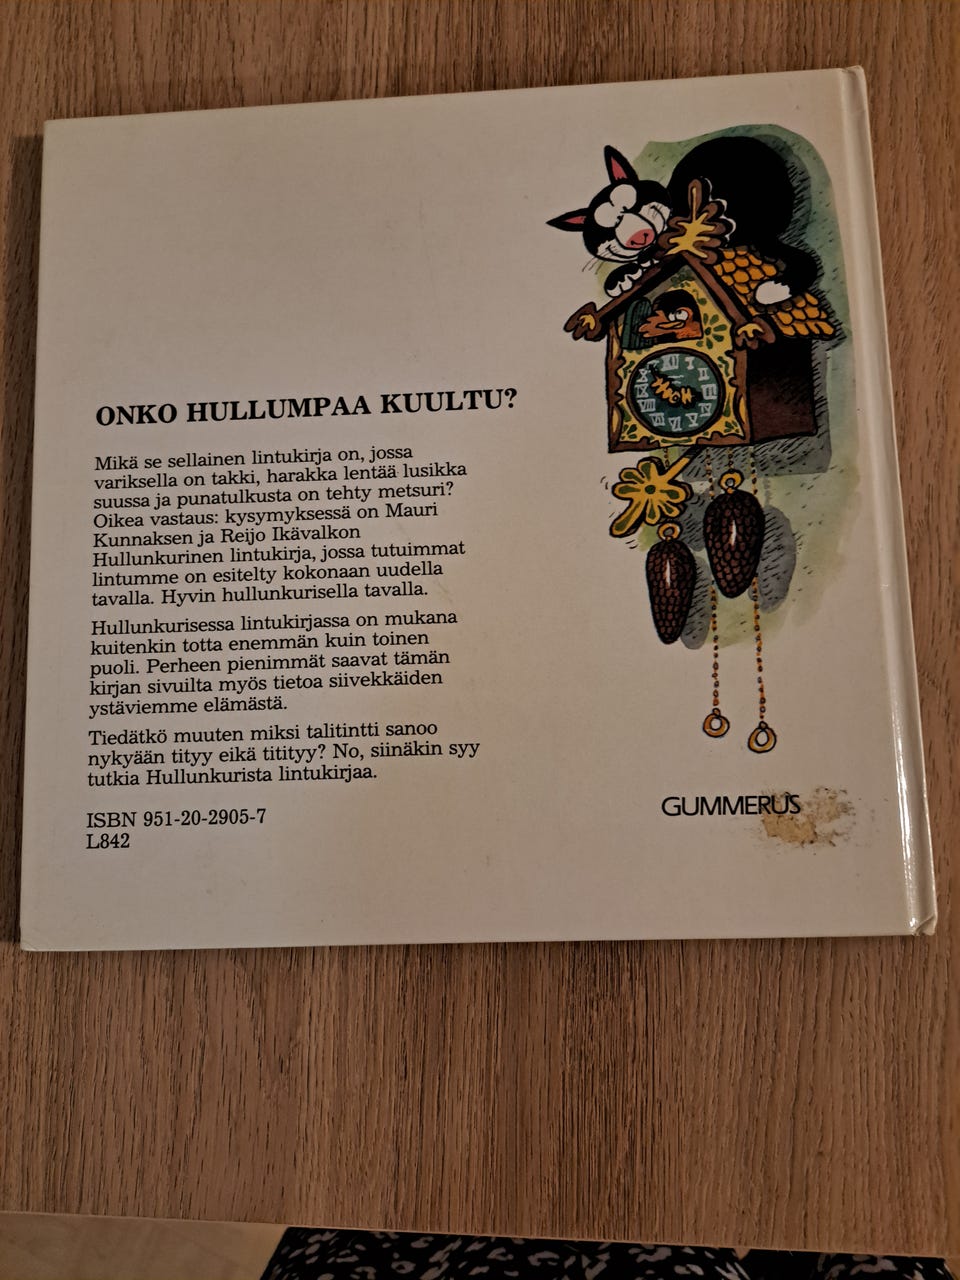 ONKO HULLUMPAA KUULTU?
Mikä se sellainen lintukirja on, jossa
variksella on takki, harakka lentää lusikka
suussa ja punatulkusta on tehty metsuri?
Oikea vastaus: kysymyksessä on Mauri
Kunnaksen ja Reijo Ikävalkon
Hullunkurinen lintukirja, jossa tutuimmat
lintumme on esitelty kokonaan uudella
tavalla. Hyvin hullunkurisella tavalla.
Hullunkurisessa lintukirjassa on mukana
kuitenkin totta enemmän kuin toinen
puoli. Perheen pienimmät saavat tämän
kirjan sivuilta myös tietoa siivekkäiden
ystäviemme elämästä.
Tiedätkö muuten miksi talitintti sanoo
nykyään tityy eikä titityy? No, siinäkin syy
tutkia Hullunkurista lintukirjaa.
ISBN 951-20-2905-7
L842
GUMMERUS